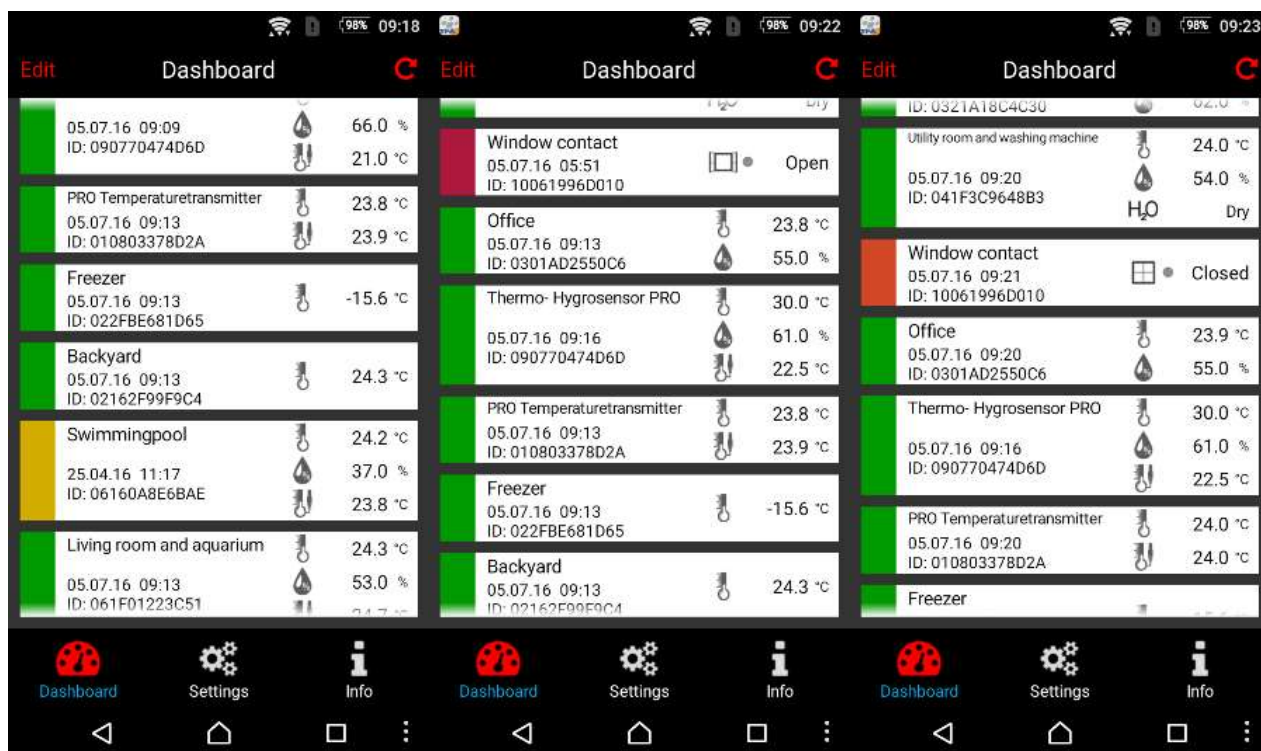 98% 09:18
Edit Dashboard
05.07.16 09:09 66.0 %
ID: 090770474D6D 21.0 °C
PRO Temperaturetransmitter 23.8 °C
05.07.16 09:13
ID: 010803378D2A 23.9 °C
Freezer
05.07.16 09:13 -15.6 °C
ID: 022FBE681D65
Backyard
05.07.16 09:13 24.3 °C
ID: 02162F99F9C4
Swimmingpool 24.2 °C
25.04.16 11:17 37.0 %
ID: 06160A8E6BAE 23.8 °C
Living room and aquarium 24.3 °C
05.07.16 09:13 53.0 %
ID: 061F01223C51 24.7 °C
Dashboard Settings Info
98% 09:22
Edit Dashboard
H₂O Dry
Window contact
05.07.16 05:51 Open
ID: 10061996D010
Office 23.8 °C
05.07.16 09:13
ID: 0301AD2550C6 55.0 %
Thermo- Hygrosensor PRO 30.0 °C
05.07.16 09:16 61.0 %
ID: 090770474D6D 22.5 °C
PRO Temperaturetransmitter 23.8 °C
05.07.16 09:13
ID: 010803378D2A 23.9 °C
Freezer
05.07.16 09:13 -15.6 °C
ID: 022FBE681D65
Backyard
05.07.16 09:13 24.3 °C
ID: 02162F99F9C4
Dashboard Settings Info
98% 09:23
Edit Dashboard
ID: 0321A18C4C30 62.0 %
Utility room and washing machine 24.0 °C
05.07.16 09:20 54.0 %
ID: 041F3C9648B3
H₂O Dry
Window contact
05.07.16 09:21 Closed
ID: 10061996D010
Office 23.9 °C
05.07.16 09:20
ID: 0301AD2550C6 55.0 %
Thermo- Hygrosensor PRO 30.0 °C
05.07.16 09:16 61.0 %
ID: 090770474D6D 22.5 °C
PRO Temperaturetransmitter 24.0 °C
05.07.16 09:20
ID: 010803378D2A 24.0 °C
Freezer
Dashboard Settings Info